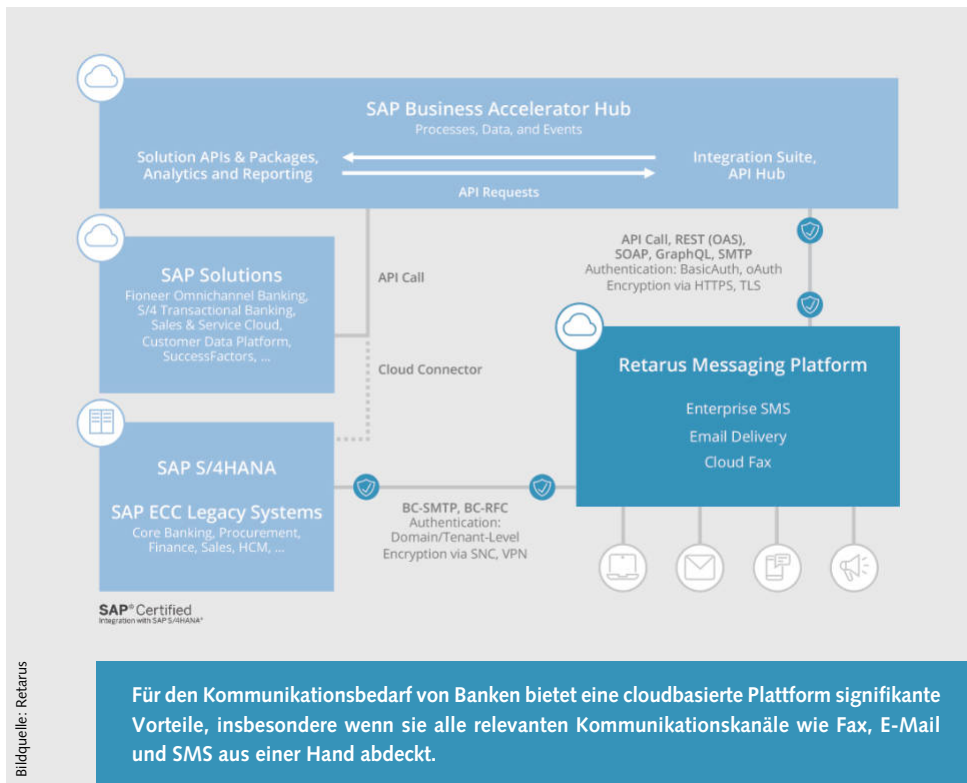 SAP Business Accelerator Hub
Processes, Data, and Events
Solution APIs & Packages,
Analytics and Reporting
Integration Suite,
API Hub
API Requests
SAP Solutions
Fioneer Omnichannel Banking,
S/4 Transactional Banking,
Sales & Service Cloud,
Customer Data Platform,
SuccessFactors, ...
API Call
Cloud Connector
API Call, REST (OAS),
SOAP, GraphQL, SMTP
Authentication: BasicAuth, oAuth
Encryption via HTTPS, TLS
Retarus Messaging Platform
Enterprise SMS
Email Delivery
Cloud Fax
SAP S/4HANA
SAP ECC Legacy Systems
Core Banking, Procurement,
Finance, Sales, HCM, ...
BC-SMTP, BC-RFC
Authentication:
Domain/Tenant-Level
Encryption via SNC, VPN
SAP® Certified
Integration with SAP S/4HANA®
Bildquelle: Retarus
Für den Kommunikationsbedarf von Banken bietet eine cloudbasierte Plattform signifikante
Vorteile, insbesondere wenn sie alle relevanten Kommunikationskanäle wie Fax, E-Mail
und SMS aus einer Hand abdeckt.